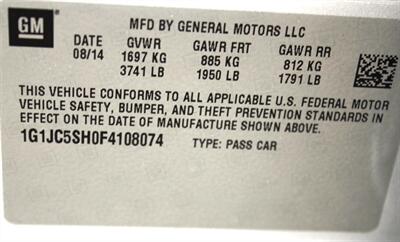 GM
MFD BY GENERAL MOTORS LLC
DATE GVWR GAWR FRT GAWR RR
08/14 1697 KG 885 KG 812 KG
3741 LB 1950 LB 1791 LB
THIS VEHICLE CONFORMS TO ALL APPLICABLE U.S. FEDERAL MOTOR
VEHICLE SAFETY, BUMPER, AND THEFT PREVENTION STANDARDS IN
EFFECT ON THE DATE OF MANUFACTURE SHOWN ABOVE.
1G1JC5SH0F4108074 TYPE: PASS CAR